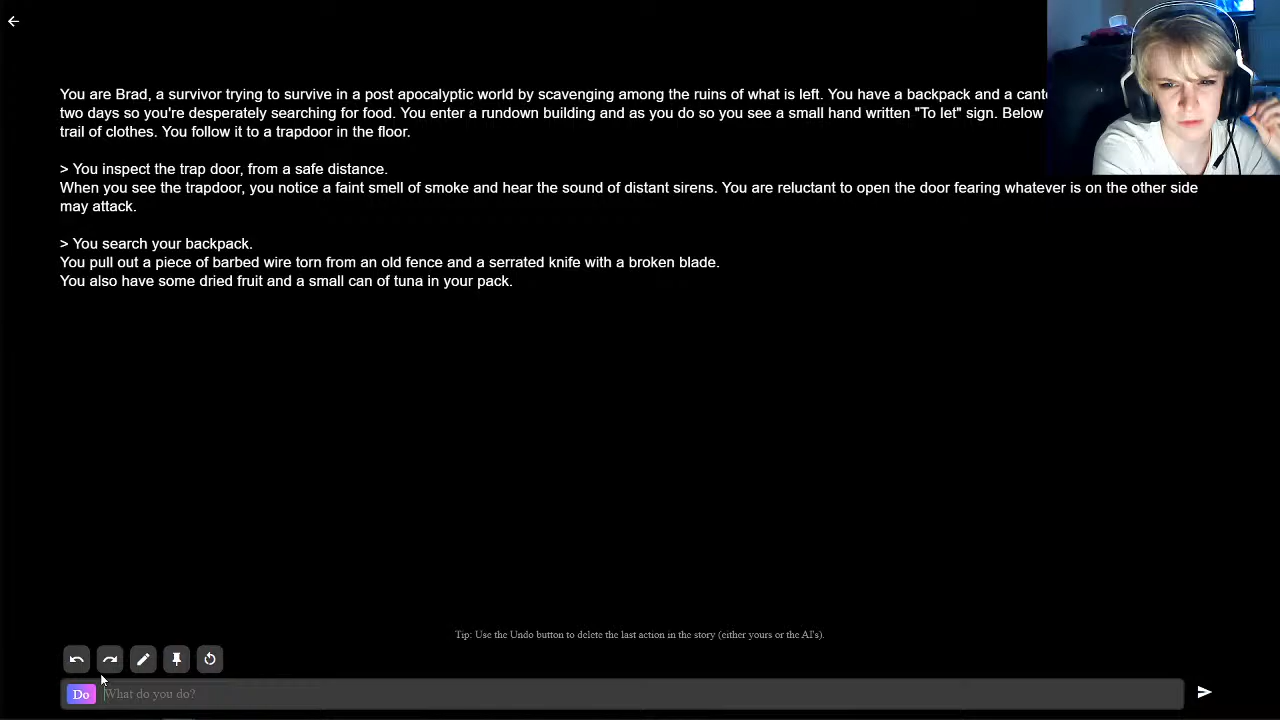 You are Brad, a survivor trying to survive in a post apocalyptic world by scavenging among the ruins of what is left. You have a backpack and a
two days so you're desperately searching for food. You enter a rundown building and as you do so you see a small hand written "To let" sign. Below
trail of clothes. You follow it to a trapdoor in the floor.
> You inspect the trap door, from a safe distance.
When you see the trapdoor, you notice a faint smell of smoke and hear the sound of distant sirens. You are reluctant to open the door fearing whatever is on the other side
may attack.
> You search your backpack.
You pull out a piece of barbed wire torn from an old fence and a serrated knife with a broken blade.
You also have some dried fruit and a small can of tuna in your pack.
Tip: Use the Undo button to delete the last action in the story (either yours or the AI's).
Do What do you do?